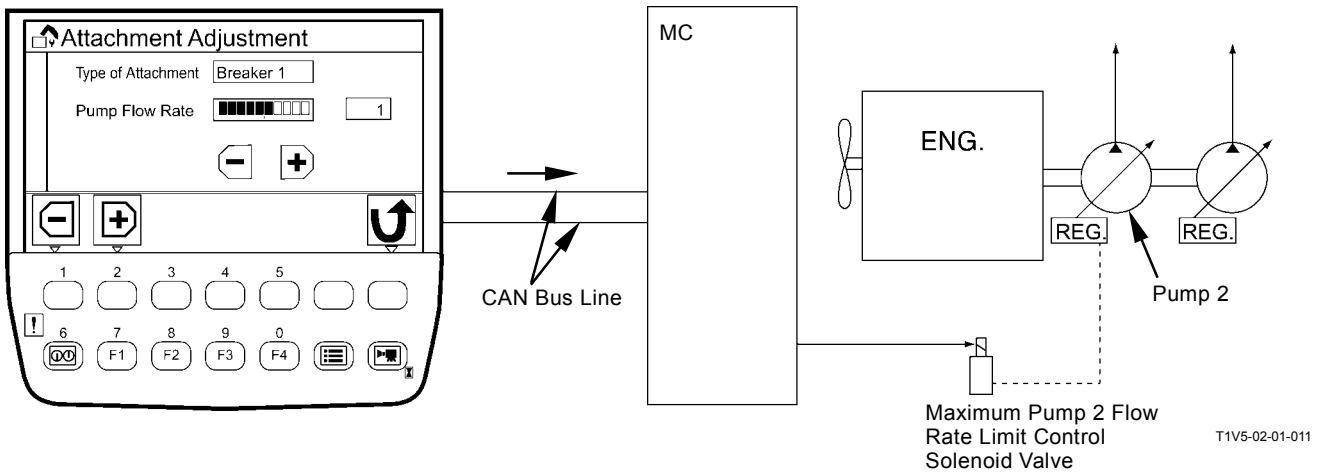 Attachment Adjustment
Type of Attachment Breaker 1
Pump Flow Rate 1
1 2 3 4 5
6 7 8 9 0
F1 F2 F3 F4
CAN Bus Line
MC
ENG.
REG. REG.
Pump 2
Maximum Pump 2 Flow
Rate Limit Control
Solenoid Valve
T1V5-02-01-011